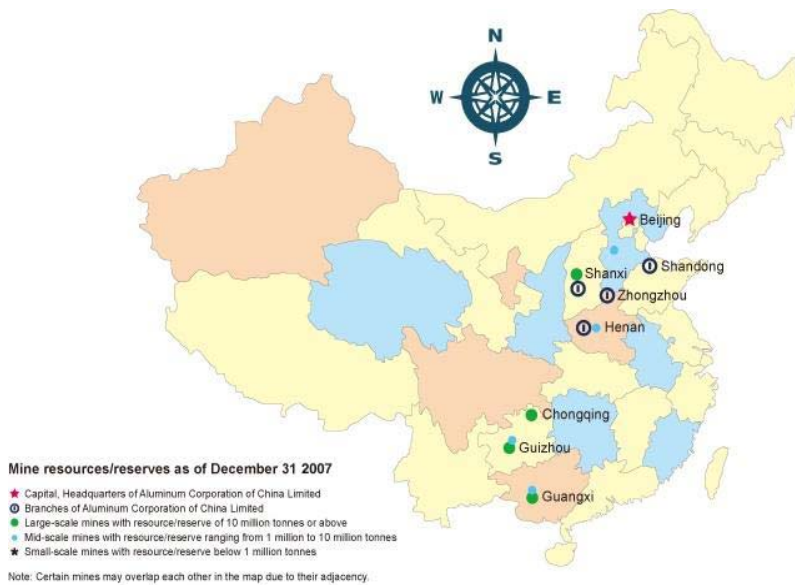 N
W
E
S
Beijing
Shandong
Shanxi
Zhongzhou
Henan
Chongqing
Guizhou
Guangxi
Mine resources/reserves as of December 31 2007
Capital, Headquarters of Aluminum Corporation of China Limited
Branches of Aluminum Corporation of China Limited
Large-scale mines with resource/reserve of 10 million tonnes or above
Mid-scale mines with resource/reserve ranging from 1 million to 10 million tonnes
Small-scale mines with resource/reserve below 1 million tonnes
Note: Certain mines may overlap each other in the map due to their adjacency.